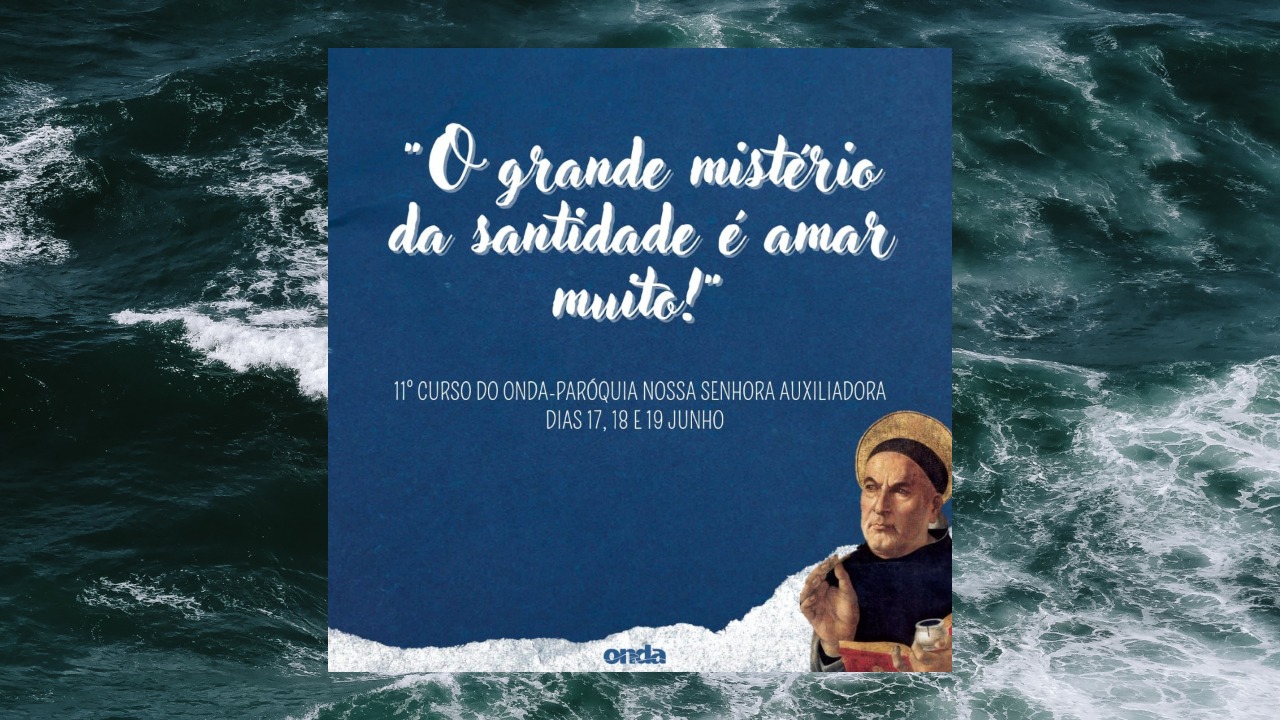 "O grande mistério
da santidade é amar
muito!"
11° CURSO DO ONDA-PARÓQUIA NOSSA SENHORA AUXILIADORA
DIAS 17, 18 E 19 JUNHO
onda